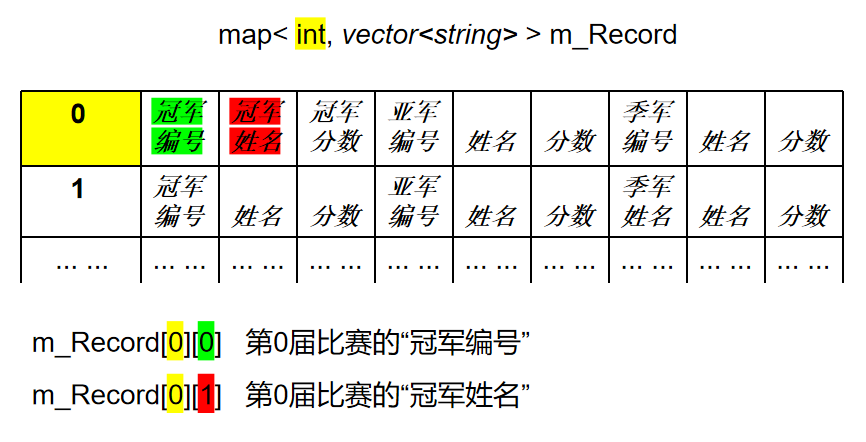 map< int, vector<string> > m_Record
0 冠军 冠军 冠军 亚军 季军
编号 姓名 分数 编号 姓名 分数 编号 姓名 分数
1 冠军 亚军 季军
编号 姓名 分数 编号 姓名 分数 姓名 姓名 分数
... ... ... ... ... ... ... ... ... ... ... ... ... ... ... ... ... ... ... ...
m_Record[0][0] 第0届比赛的“冠军编号”
m_Record[0][1] 第0届比赛的“冠军姓名”